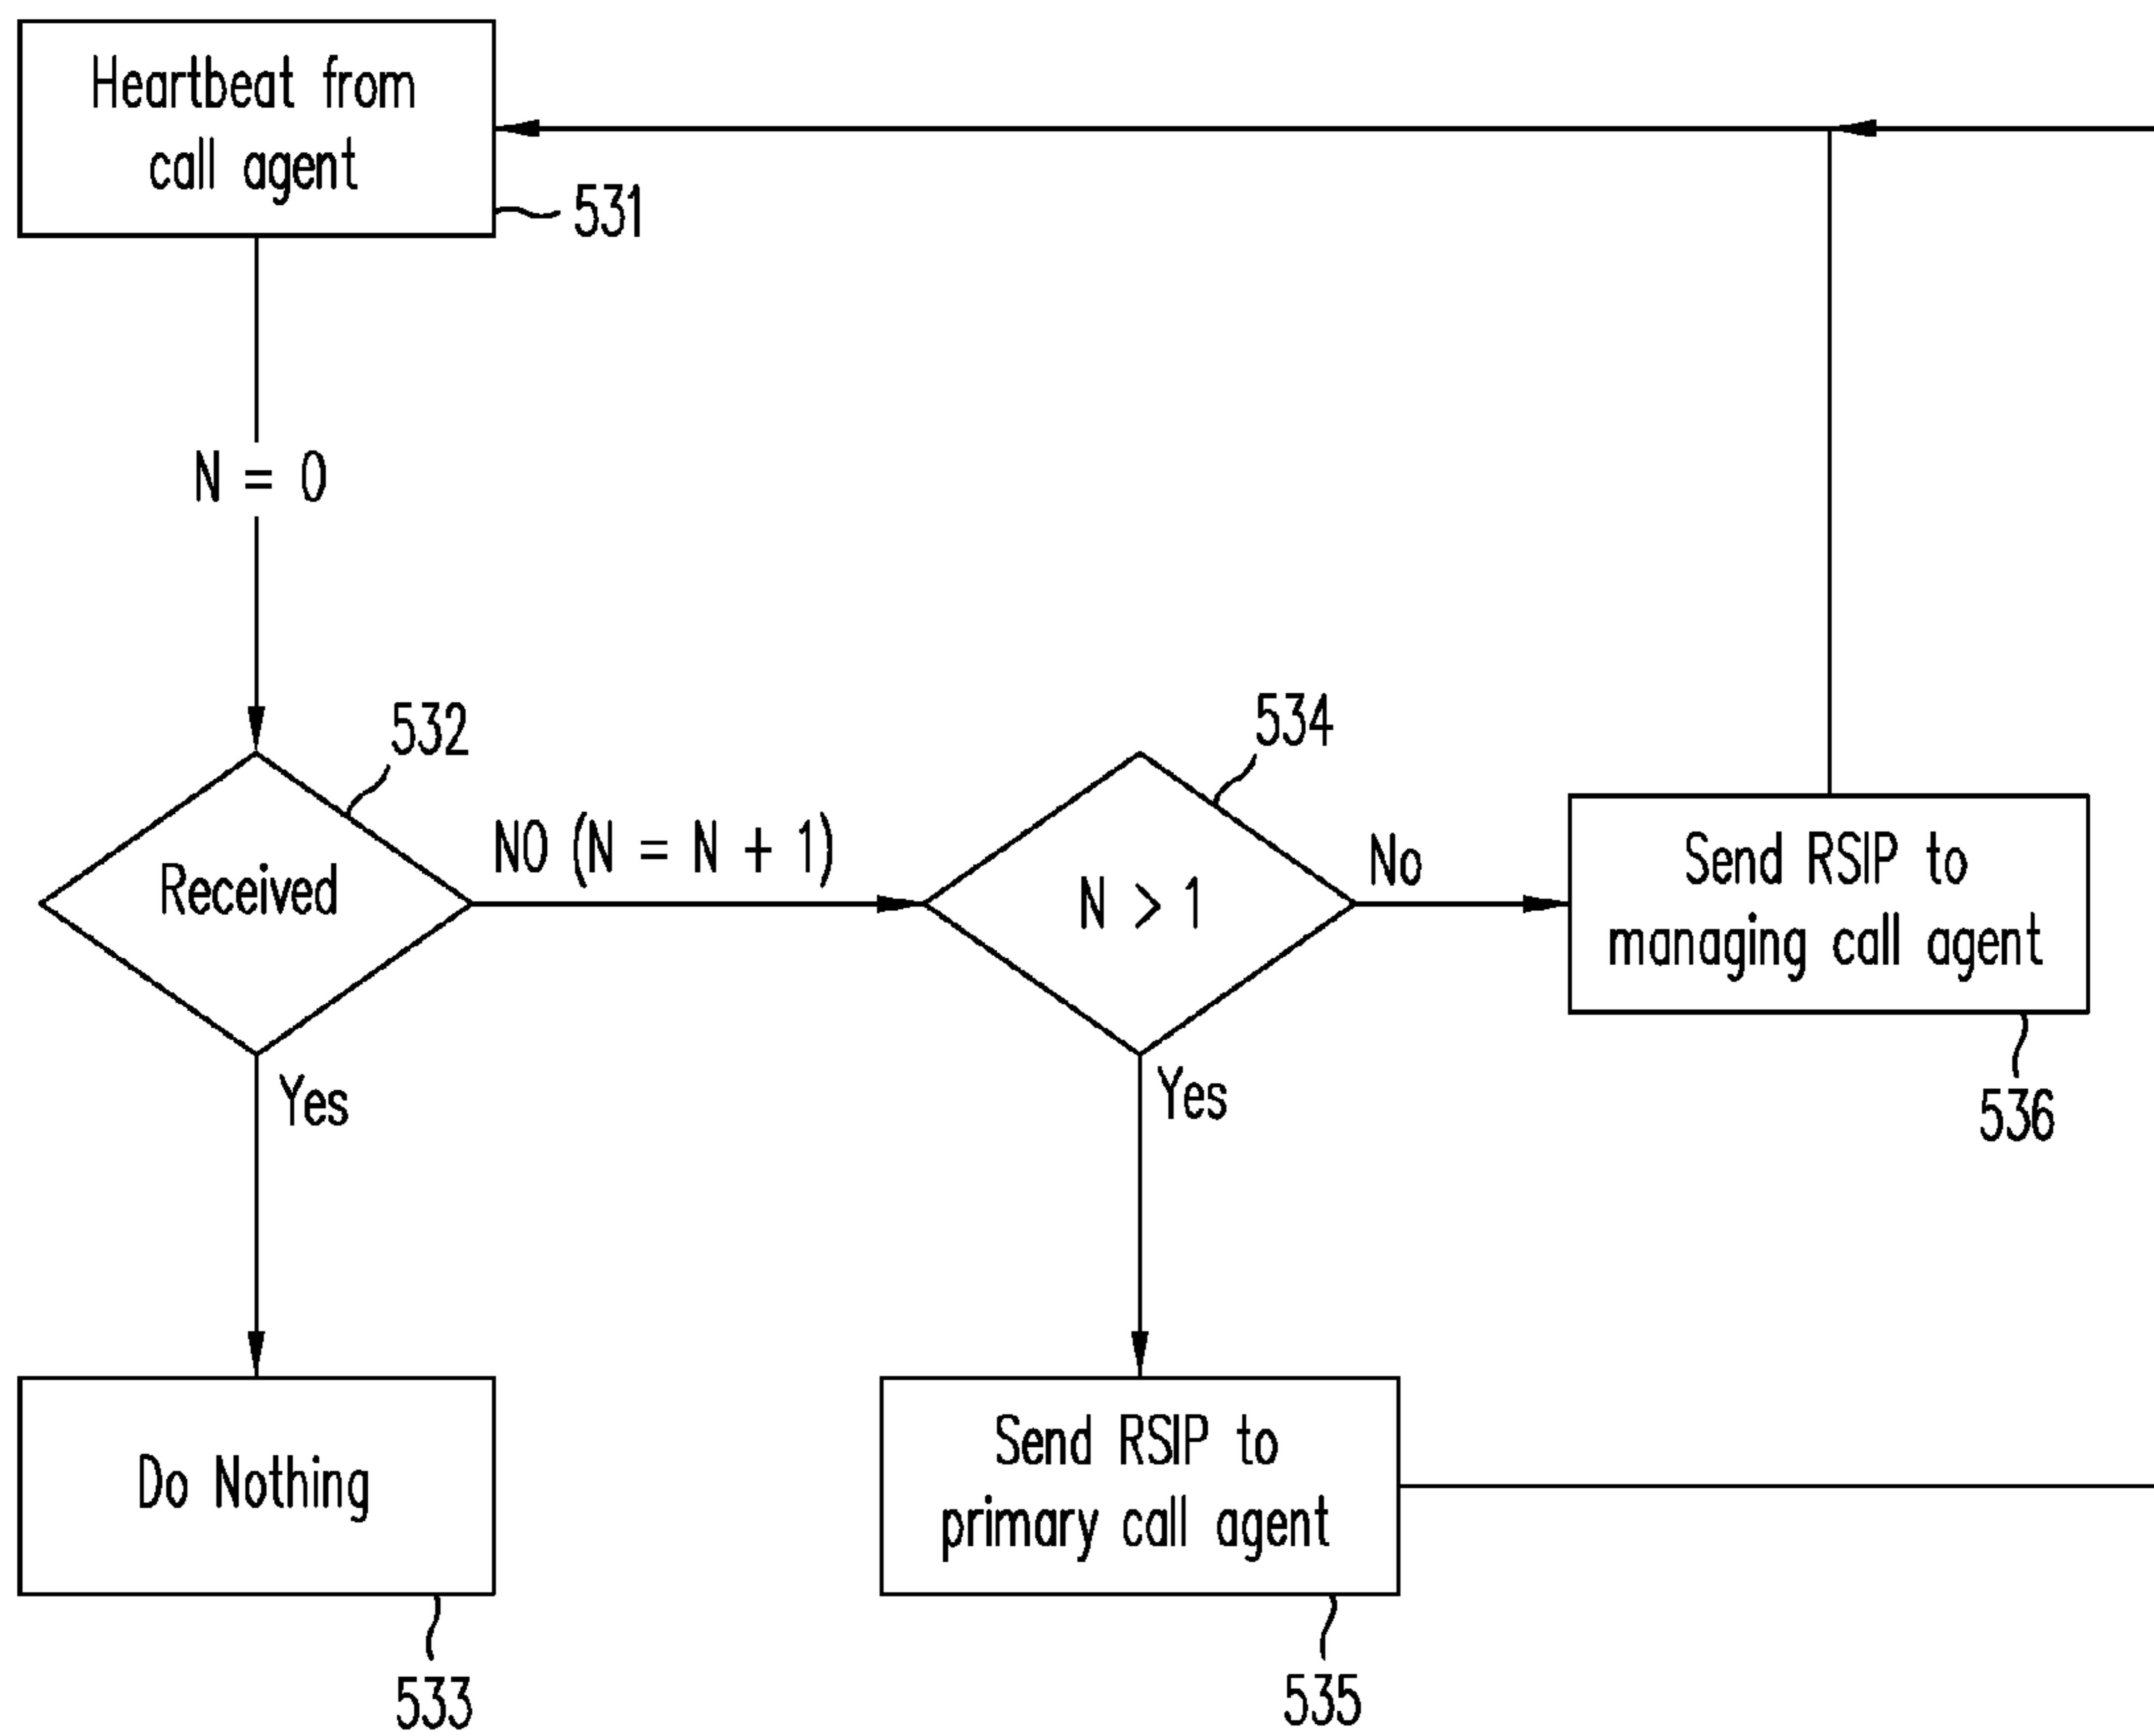 Heartbeat from
call agent
531
N = 0
532
Received
NO (N = N + 1)
534
N > 1
No
Send RSIP to
managing call agent
536
Yes
Yes
Do Nothing
533
Send RSIP to
primary call agent
535